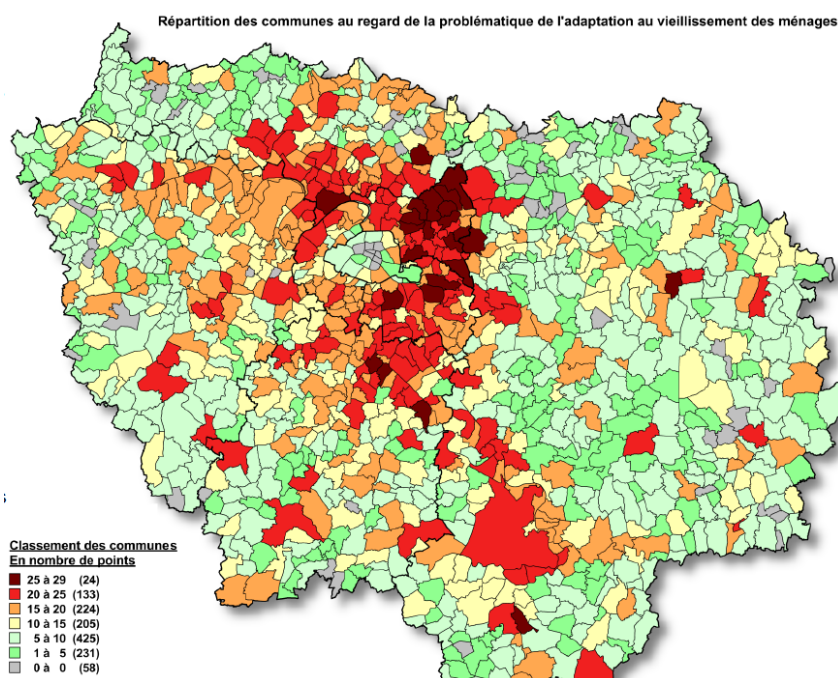 Répartition des communes au regard de la problématique de l'adaptation au vieillissement des ménages
s
Classement des communes
En nombre de points
25 à 29 (24)
20 à 25 (133)
15 à 20 (224)
10 à 15 (205)
5 à 10 (425)
1 à 5 (231)
0 à 0 (58)